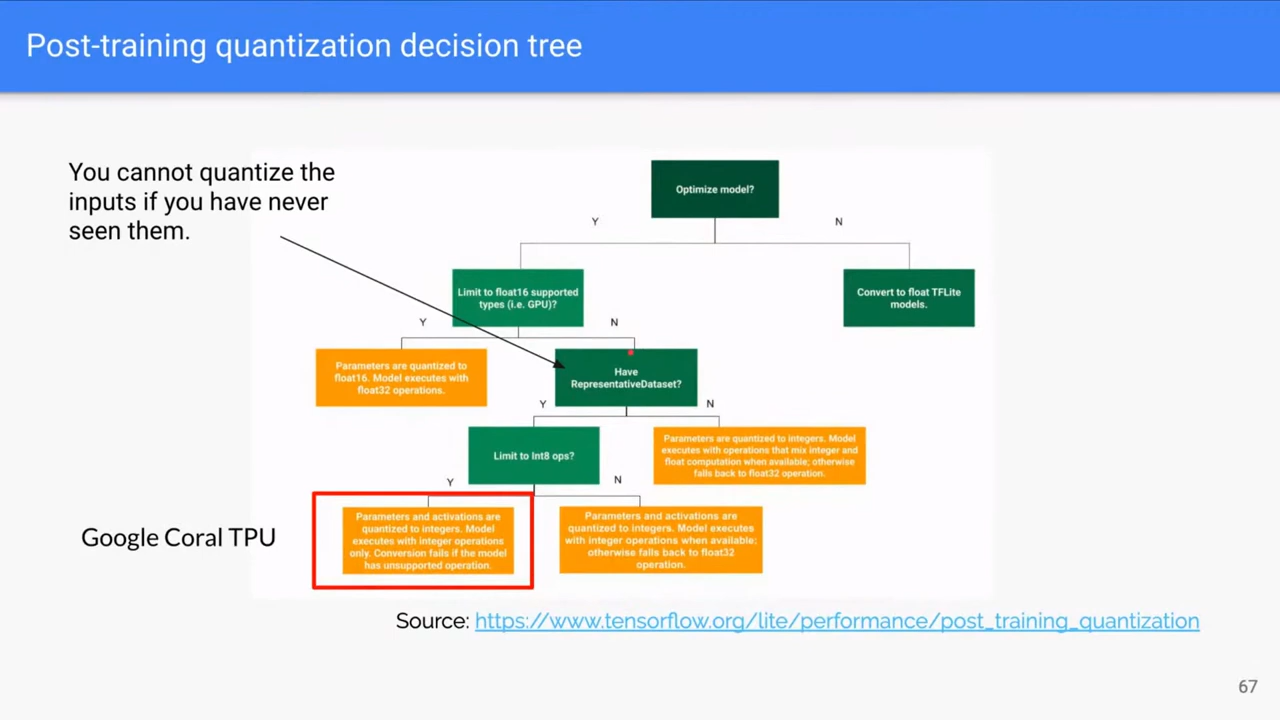 Post-training quantization decision tree
You cannot quantize the
inputs if you have never
seen them.
Optimize model?
Y
N
Limit to float16 supported
types (i.e. GPU)?
Convert to float TFLite
models.
Y
N
Parameters are quantized to
float16. Model executes with
float32 operations.
Have
RepresentativeDataset?
Y
N
Limit to Int8 ops?
Parameters are quantized to integers. Model
executes with operations that mix integer and
float computation when available; otherwise
falls back to float32 operation.
Y
N
Google Coral TPU
Parameters and activations are
quantized to integers. Model
executes with integer operations
only. Conversion fails if the model
has unsupported operation.
Parameters and activations are
quantized to integers. Model executes
with integer operations when available;
otherwise falls back to float32
operation.
Source: https://www.tensorflow.org/lite/performance/post_training_quantization
67